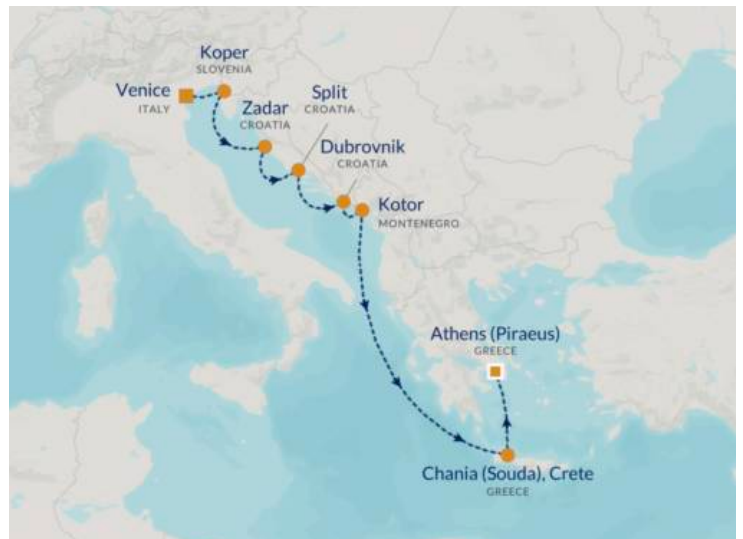 Koper
SLOVENIA
Venice
ITALY
Split
CROATIA
Zadar
CROATIA
Dubrovnik
CROATIA
Kotor
MONTENEGRO
Athens (Piraeus)
GREECE
Chania (Souda), Crete
GREECE